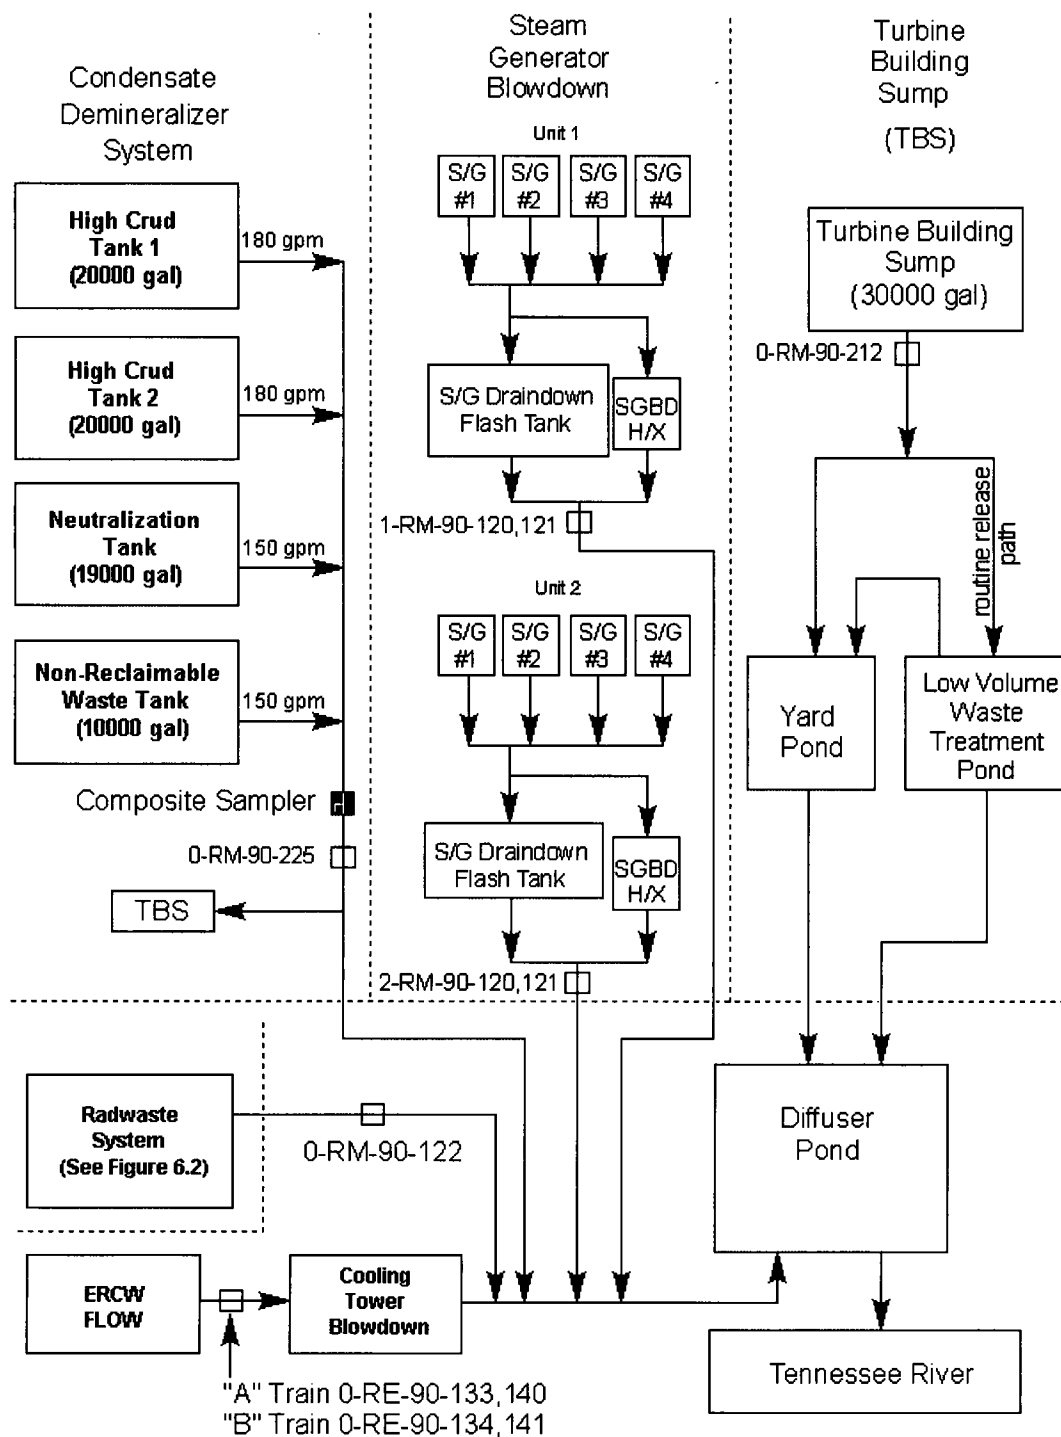 Condensate
Demineralizer
System
High Crud
Tank 1
(20000 gal)
180 gpm
High Crud
Tank 2
(20000 gal)
180 gpm
Neutralization
Tank
(19000 gal)
150 gpm
Non-Reclaimable
Waste Tank
(10000 gal)
150 gpm
Composite Sampler
0-RM-90-225
TBS
Steam
Generator
Blowdown
Unit 1
S/G
#1
S/G
#2
S/G
#3
S/G
#4
S/G Draindown
Flash Tank
SGBD
H/X
1-RM-90-120,121
Unit 2
S/G
#1
S/G
#2
S/G
#3
S/G
#4
S/G Draindown
Flash Tank
SGBD
H/X
2-RM-90-120,121
Turbine
Building
Sump
(TBS)
Turbine Building
Sump
(30000 gal)
0-RM-90-212
routine release
path
Yard
Pond
Low Volume
Waste
Treatment
Pond
Radwaste
System
(See Figure 6.2)
0-RM-90-122
Diffuser
Pond
ERCW
FLOW
Cooling
Tower
Blowdown
"A" Train 0-RE-90-133,140
"B" Train 0-RE-90-134,141
Tennessee River